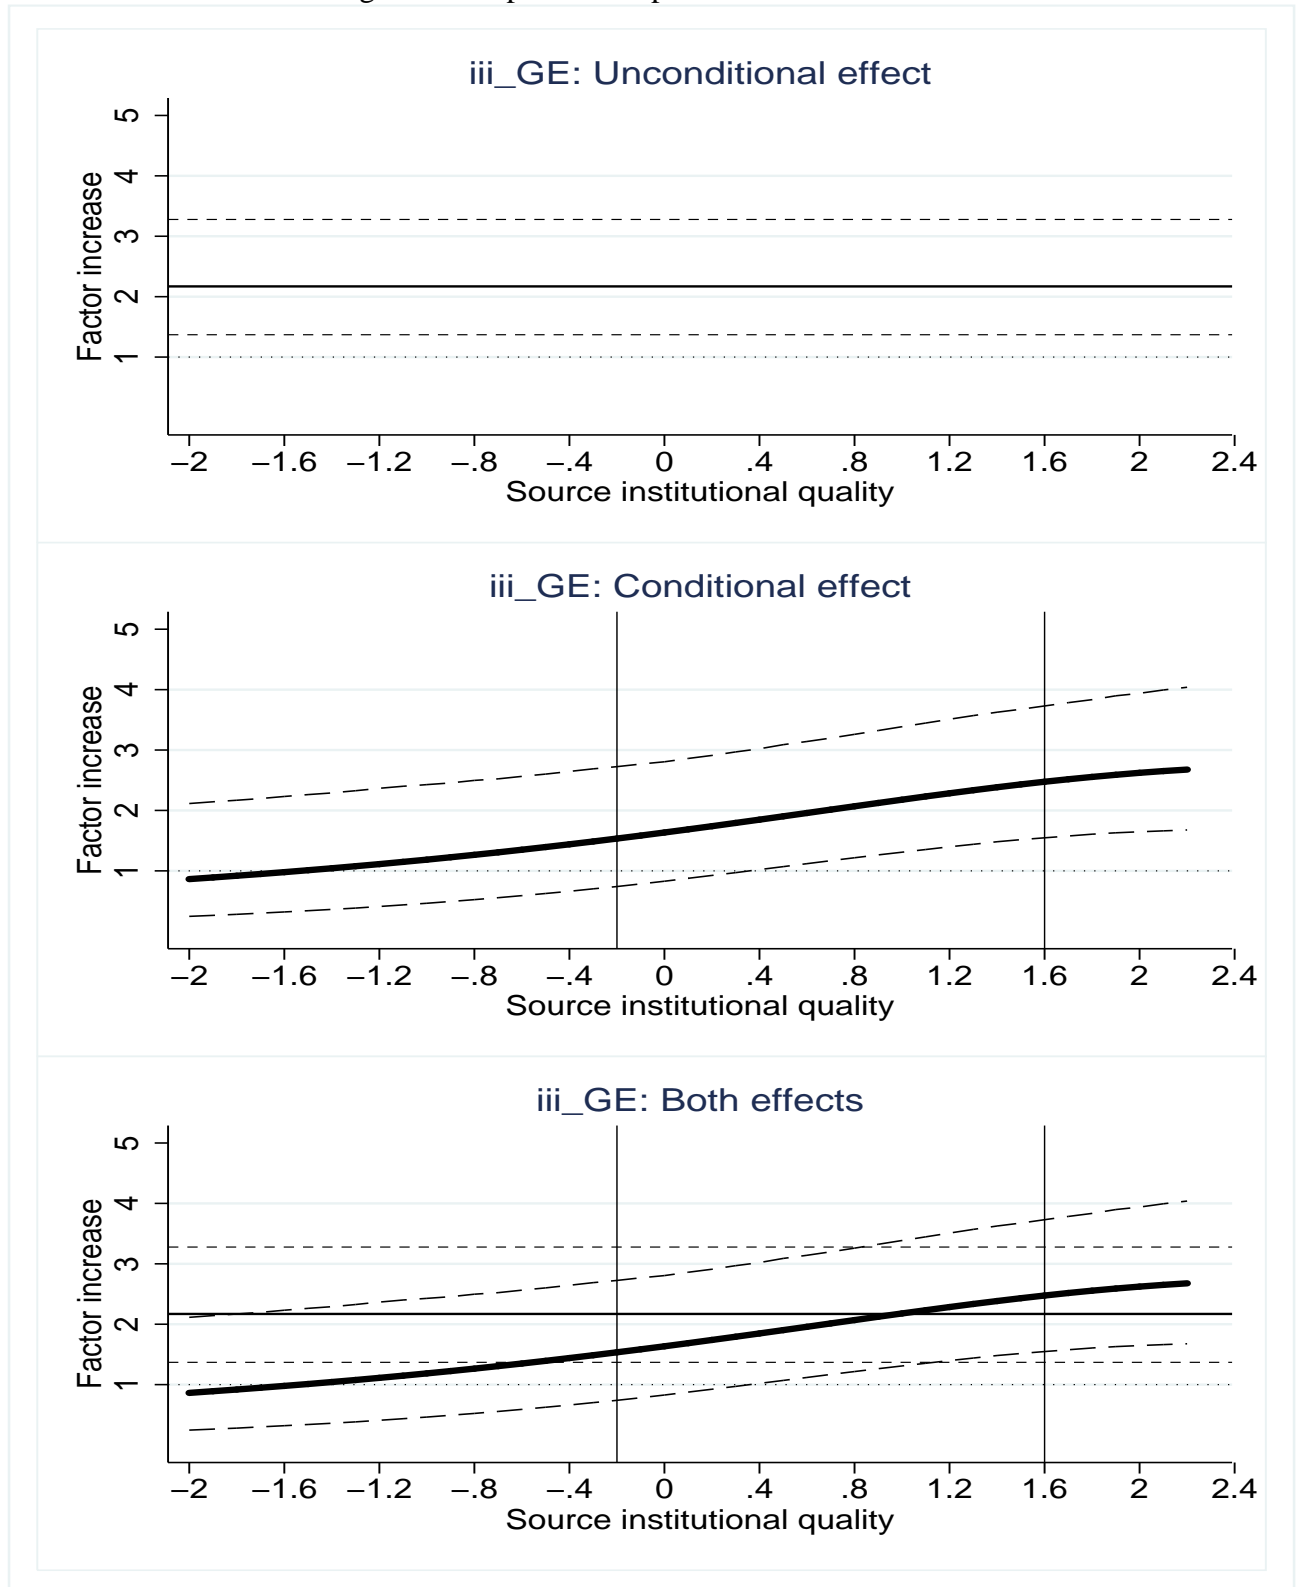 iii_GE: Unconditional effect
5
4
3
2
1
Factor increase
−2 −1.6 −1.2 −.8 −.4 0 .4 .8 1.2 1.6 2 2.4
Source institutional quality
iii_GE: Conditional effect
5
4
3
2
1
Factor increase
−2 −1.6 −1.2 −.8 −.4 0 .4 .8 1.2 1.6 2 2.4
Source institutional quality
iii_GE: Both effects
5
4
3
2
1
Factor increase
−2 −1.6 −1.2 −.8 −.4 0 .4 .8 1.2 1.6 2 2.4
Source institutional quality